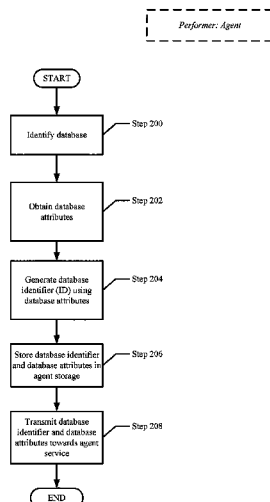 Performer: Agent
START
Identify database
Step 200
Obtain database
attributes
Step 202
Generate database
identifier (ID) using
database attributes
Step 204
Store database identifier
and database attributes in
agent storage
Step 206
Transmit database
identifier and database
attributes towards agent
service
Step 208
END